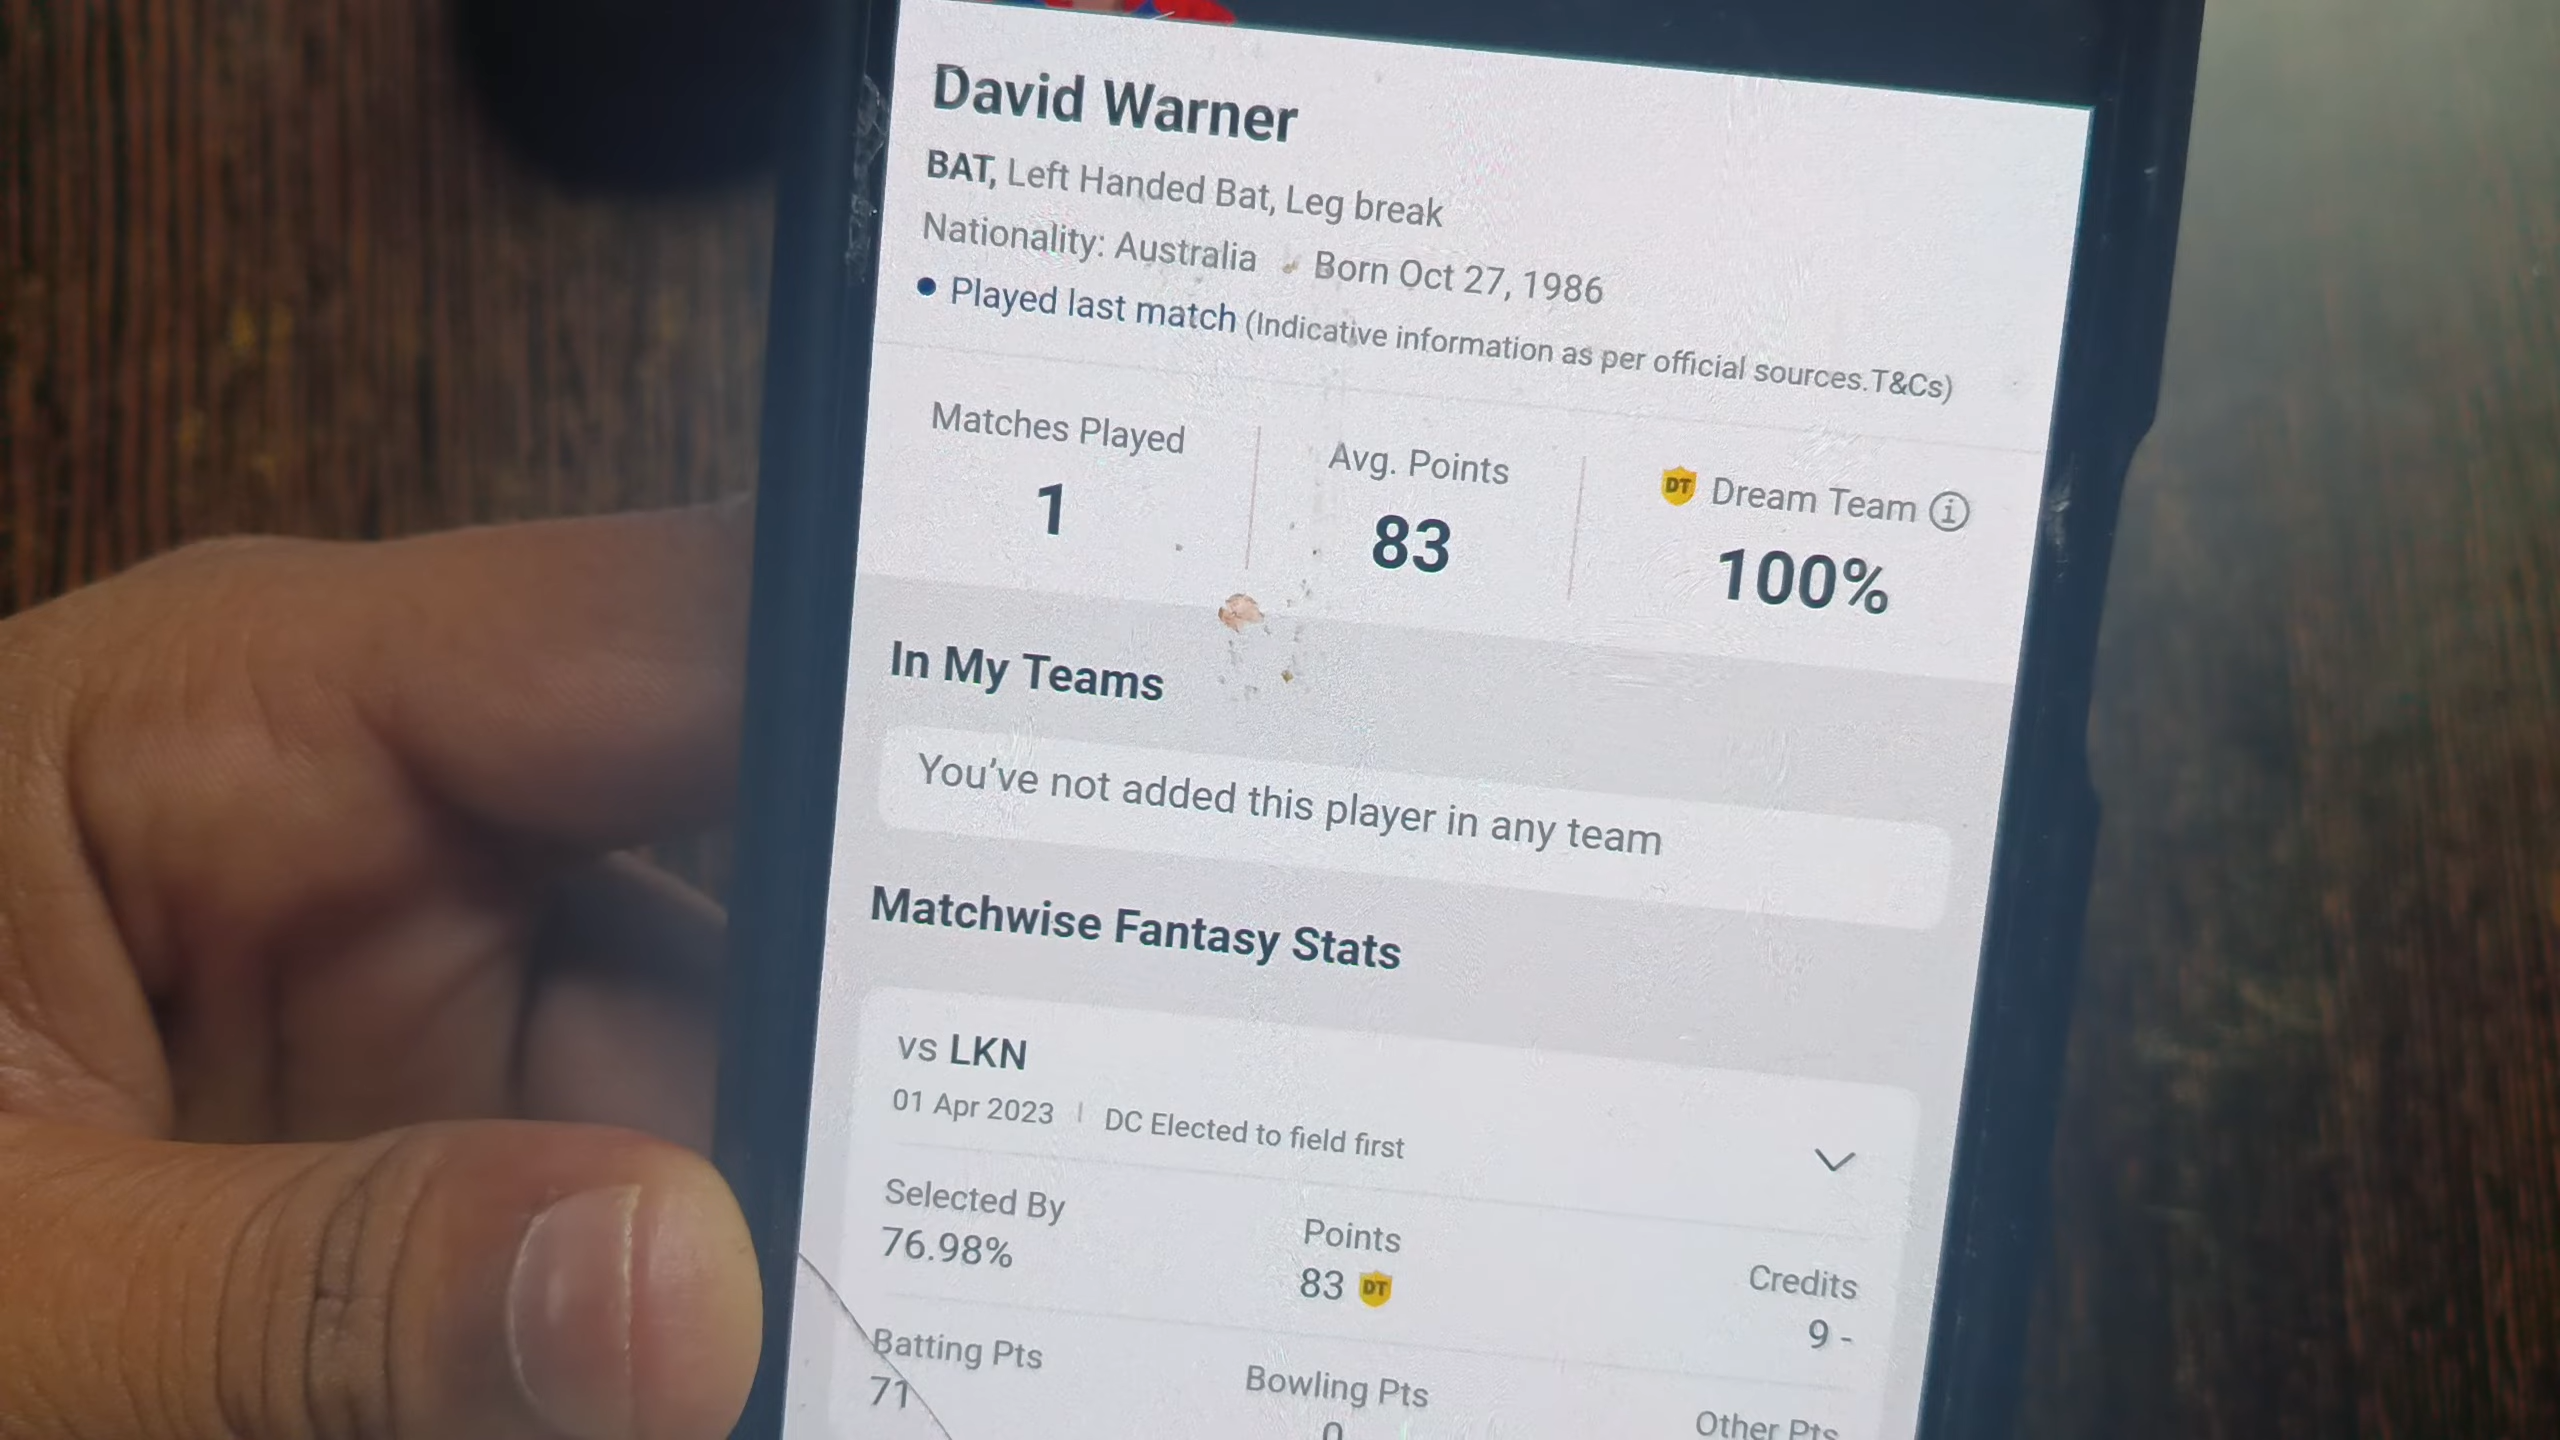 David Warner
BAT, Left Handed Bat, Leg break
Nationality: Australia Born Oct 27, 1986
• Played last match (Indicative information as per official sources.T&Cs)
Matches Played
1
Avg. Points
83
DT Dream Team i
100%
In My Teams
You've not added this player in any team
Matchwise Fantasy Stats
vs LKN
01 Apr 2023 | DC Elected to field first
Selected By
76.98%
Points
83 DT
Credits
9 -
Batting Pts
71
Bowling Pts
0
Other Pts